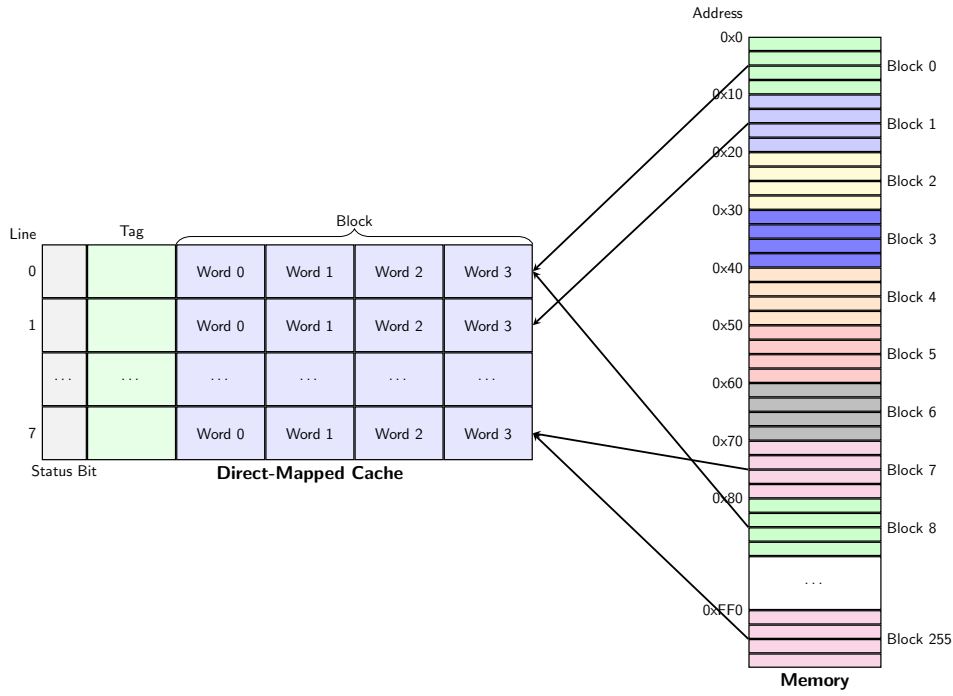 Address
0x0
Block 0
0x10
Block 1
0x20
Block 2
0x30
Block 3
0x40
Block 4
0x50
Block 5
0x60
Block 6
0x70
Block 7
0x80
Block 8
...
0xFF0
Block 255
Memory
Block
Line Tag
0 Word 0 Word 1 Word 2 Word 3
1 Word 0 Word 1 Word 2 Word 3
... ... ... ... ... ...
7 Word 0 Word 1 Word 2 Word 3
Status Bit
Direct-Mapped Cache